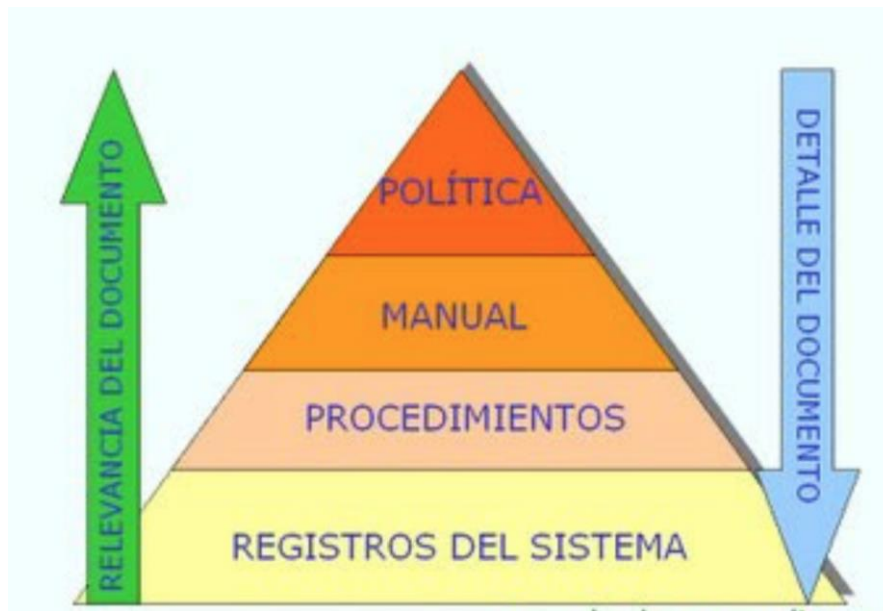 RELEVANCIA DEL DOCUMENTO
POLÍTICA
MANUAL
PROCEDIMIENTOS
REGISTROS DEL SISTEMA
DETALLE DEL DOCUMENTO